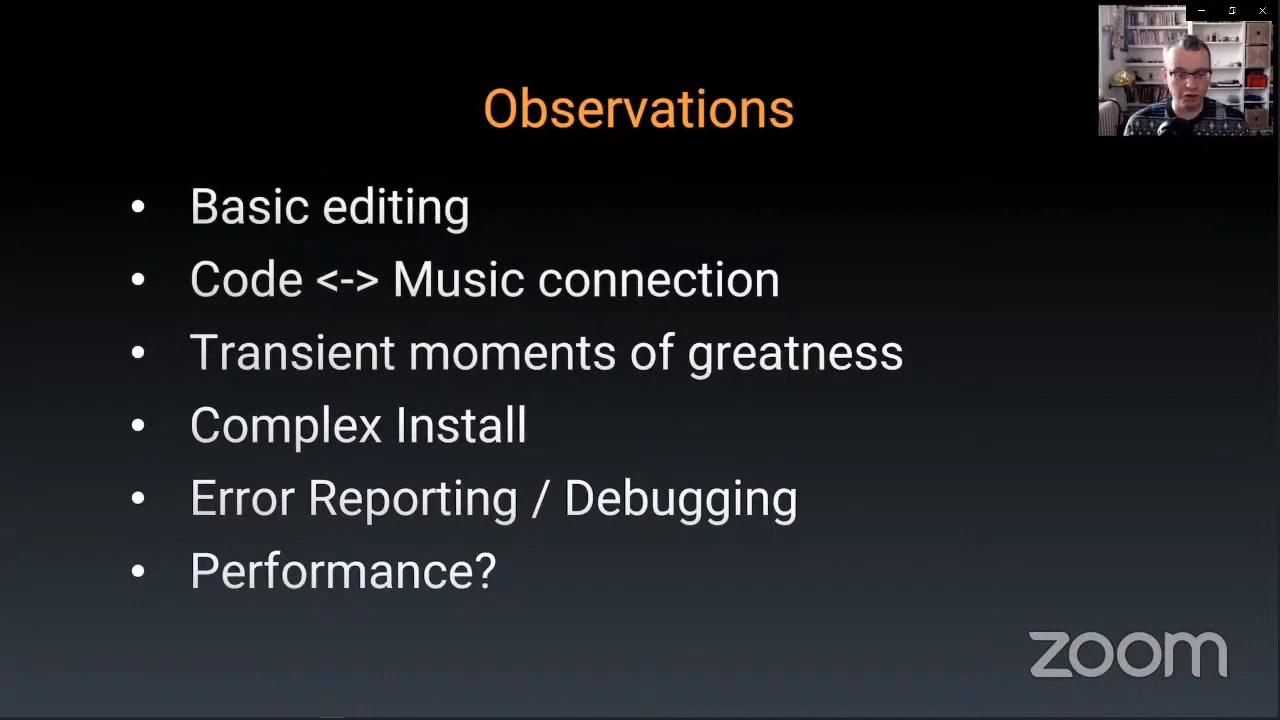 Observations
• Basic editing
• Code <-> Music connection
• Transient moments of greatness
• Complex Install
• Error Reporting / Debugging
• Performance?
zoom